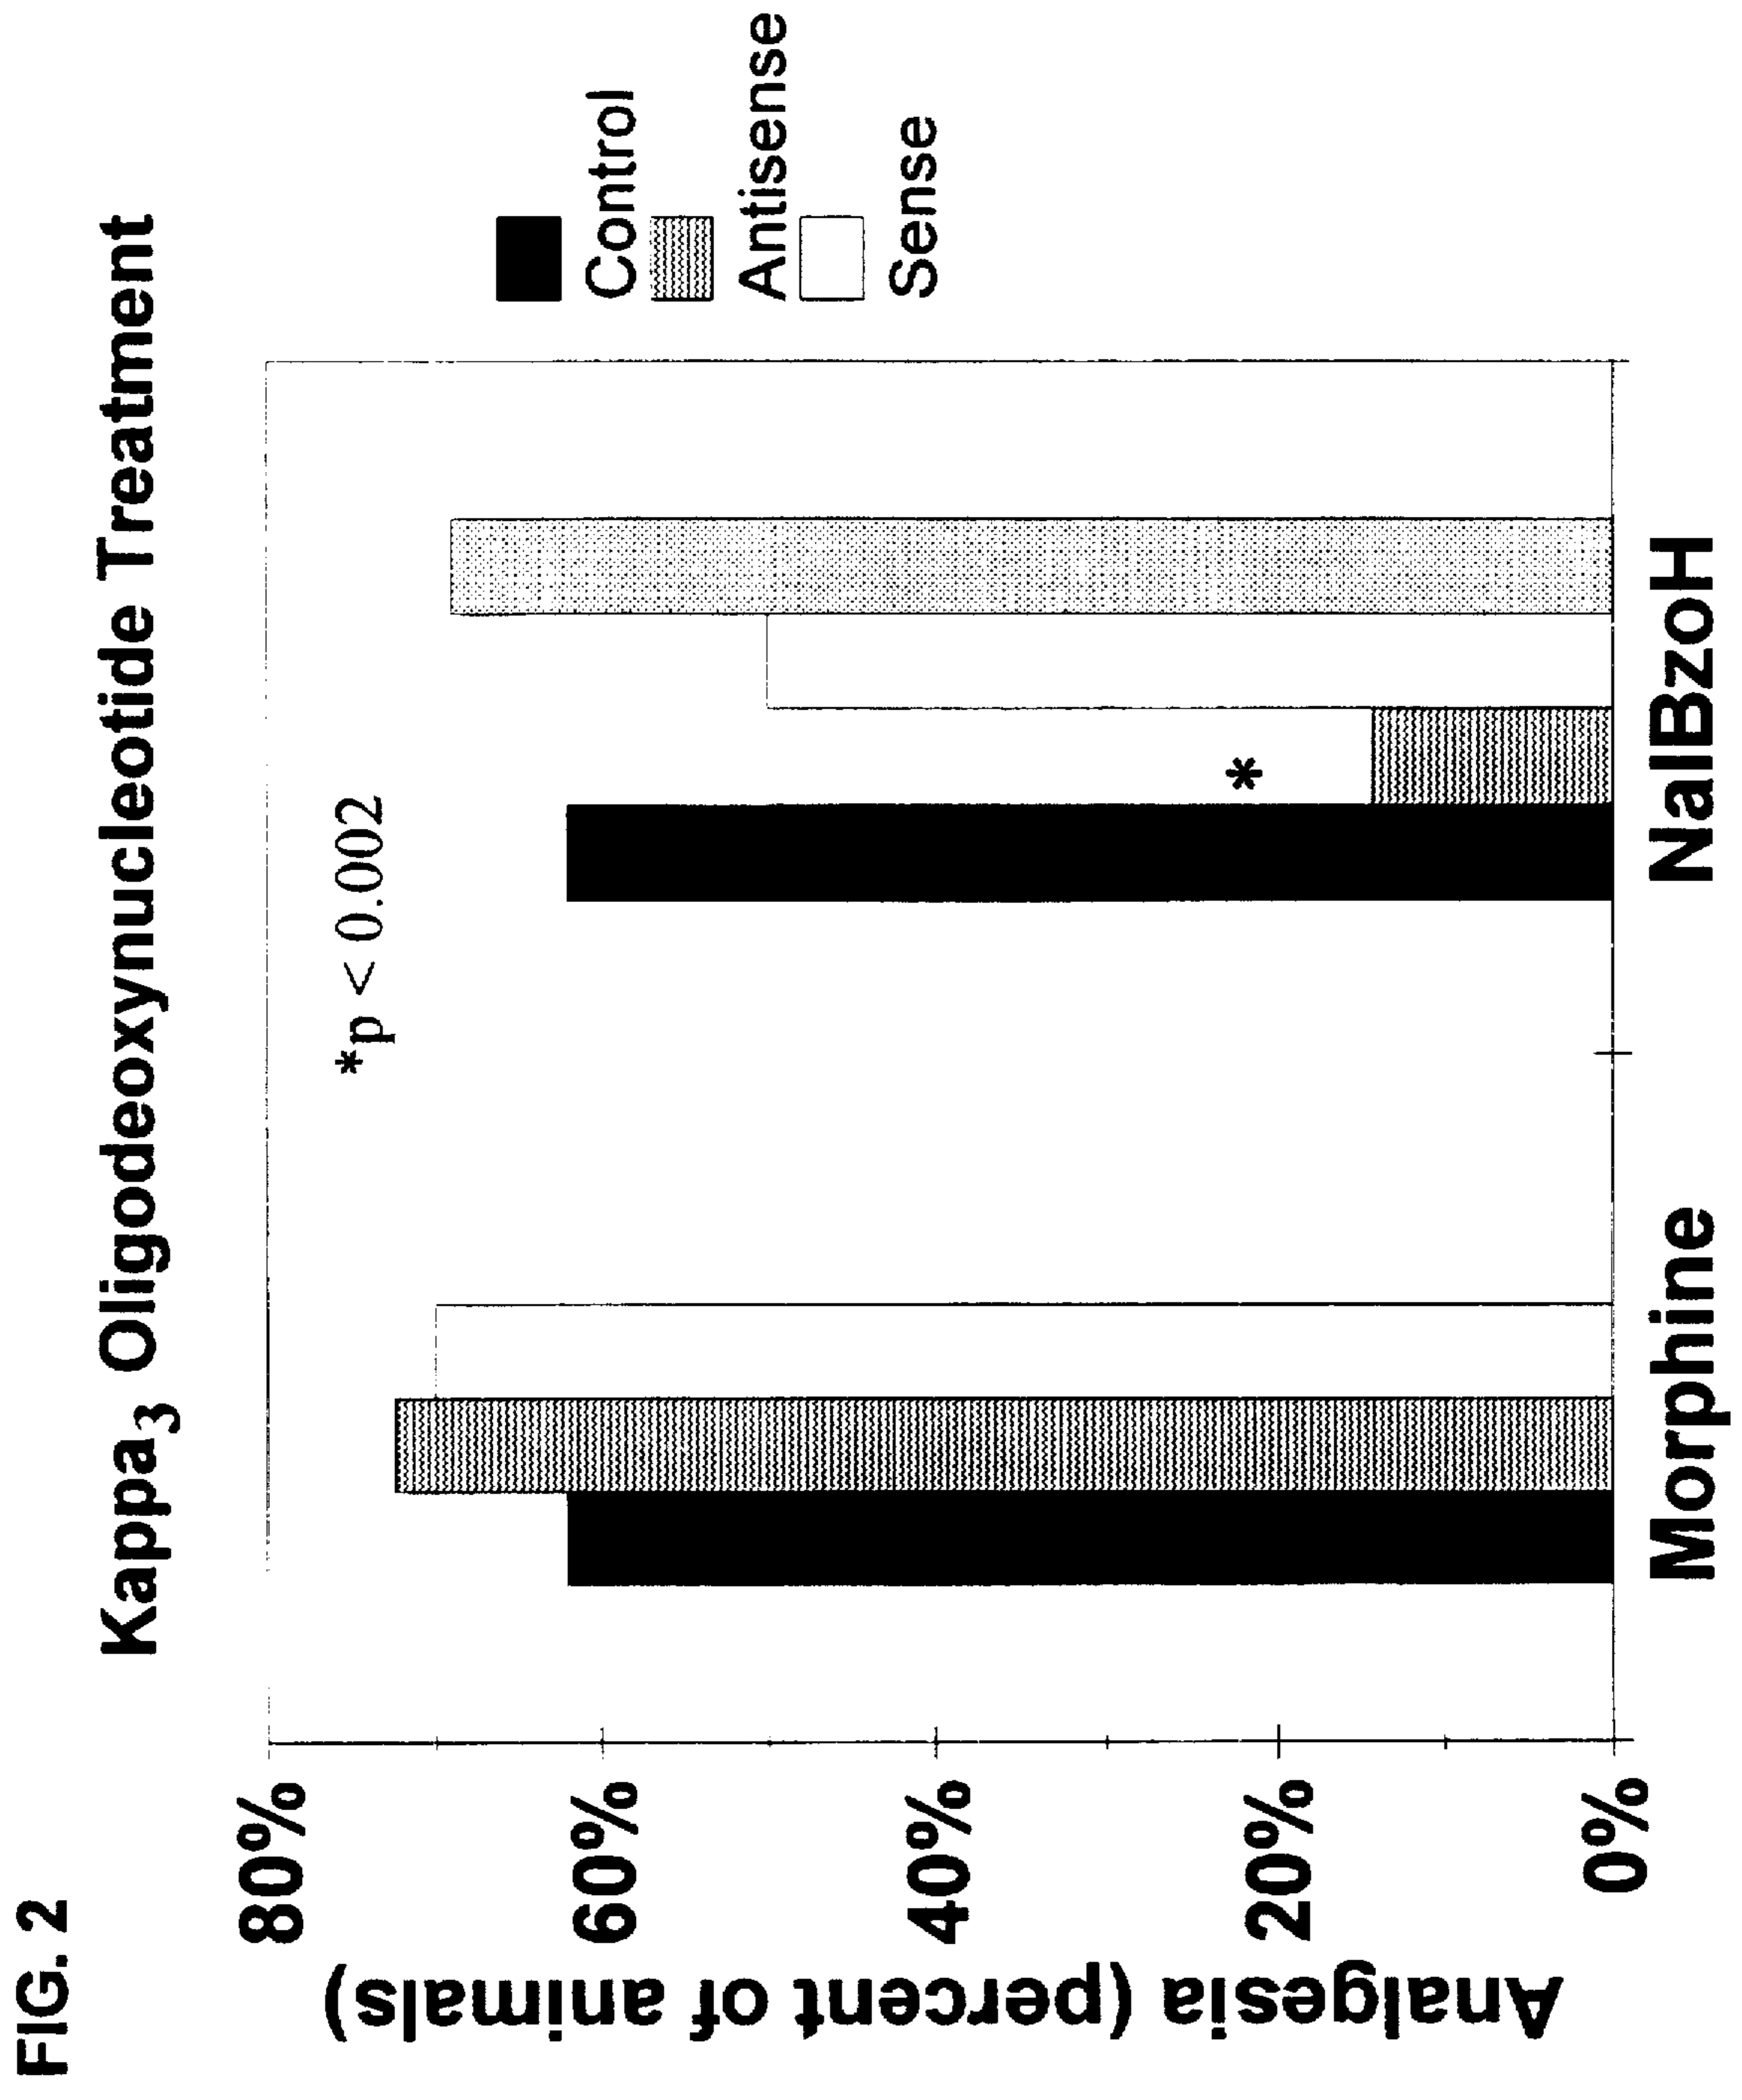 FIG. 2
Kappa₃ Oligodeoxynucleotide Treatment
Analgesia (percent of animals)
80%
60%
40%
20%
0%
*p < 0.002
*
Morphine
NalBzoH
Control
Antisense
Sense